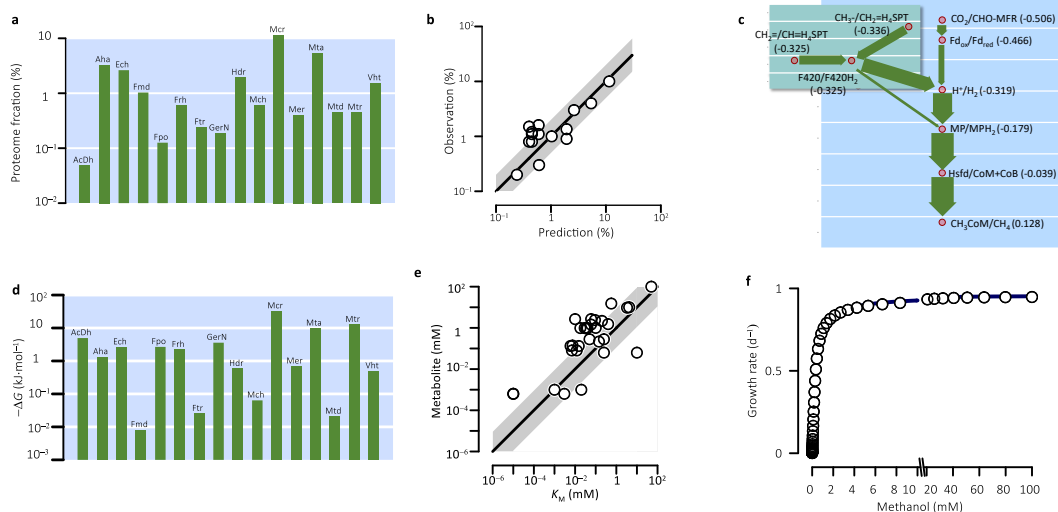 a
Proteome frcation (%)
10
1
10⁻¹
10⁻²
AcDh
Aha
Ech
Fmd
Fpo
Frh
Ftr
GerN
Hdr
Mch
Mcr
Mer
Mta
Mtd
Mtr
Vht
b
Observation (%)
10²
10¹
10⁰
10⁻¹
10⁻¹ 10⁰ 10¹ 10²
Prediction (%)
c
CH₃-/CH₂=H₄SPT
(-0.336)
CH₂=/CH≡H₄SPT
(-0.325)
F420/F420H₂
(-0.325)
CO₂/CHO-MFR (-0.506)
Fdₒₓ/Fd_red (-0.466)
H⁺/H₂ (-0.319)
MP/MPH₂ (-0.179)
Hsfd/CoM+CoB (-0.039)
CH₃CoM/CH₄ (0.128)
d
−ΔG (kJ·mol⁻¹)
10²
10
1
10⁻¹
10⁻²
10⁻³
AcDh
Aha
Ech
Fmd
Fpo
Frh
Ftr
GerN
Hdr
Mch
Mcr
Mer
Mta
Mtd
Mtr
Vht
e
Metabolite (mM)
10²
1
10⁻²
10⁻⁴
10⁻⁶
10⁻⁶ 10⁻⁴ 10⁻² 1 10²
K_M (mM)
f
Growth rate (d⁻¹)
1
0.5
0
0 2 4 6 8 10 20 40 60 80 100
Methanol (mM)